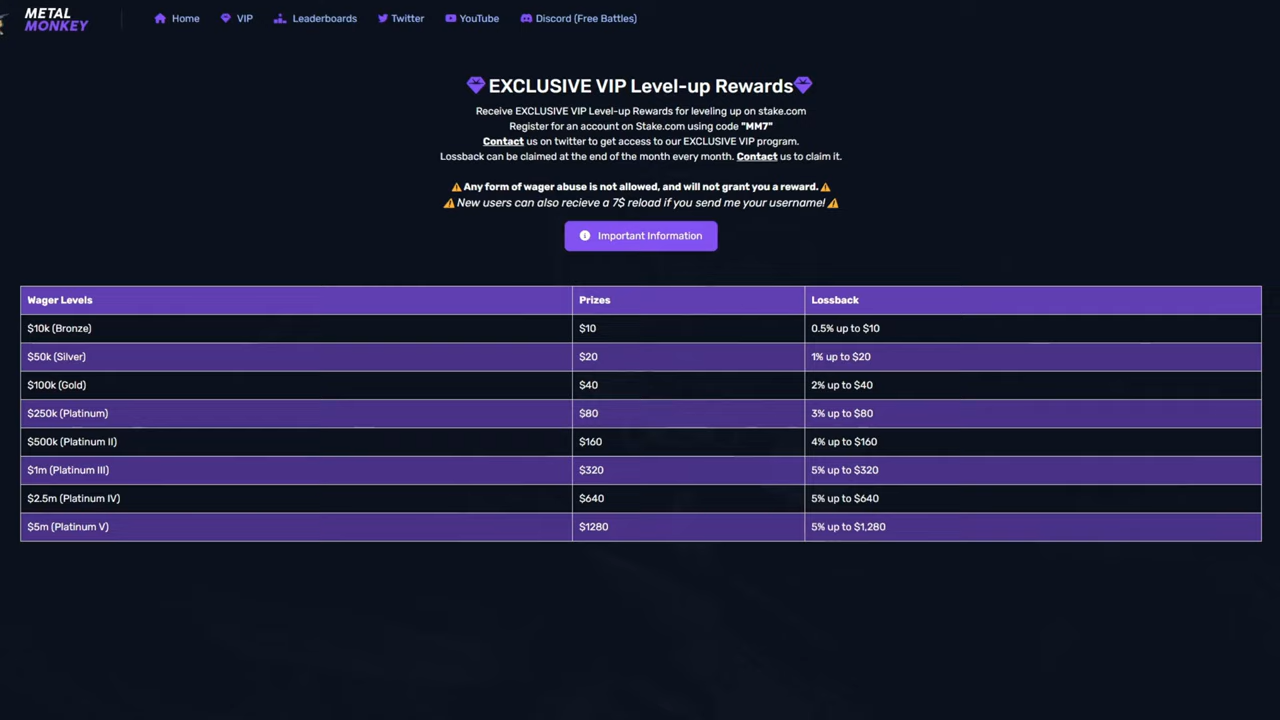 METAL
MONKEY
Home VIP Leaderboards Twitter YouTube Discord (Free Battles)
EXCLUSIVE VIP Level-up Rewards
Receive EXCLUSIVE VIP Level-up Rewards for leveling up on stake.com
Register for an account on Stake.com using code "MM7"
Contact us on twitter to get access to our EXCLUSIVE VIP program.
Lossback can be claimed at the end of the month every month. Contact us to claim it.
Any form of wager abuse is not allowed, and will not grant you a reward.
New users can also recieve a 7$ reload if you send me your username!
Important Information
Wager Levels Prizes Lossback
$10k (Bronze) $10 0.5% up to $10
$50k (Silver) $20 1% up to $20
$100k (Gold) $40 2% up to $40
$250k (Platinum) $80 3% up to $80
$500k (Platinum II) $160 4% up to $160
$1m (Platinum III) $320 5% up to $320
$2.5m (Platinum IV) $640 5% up to $640
$5m (Platinum V) $1280 5% up to $1,280